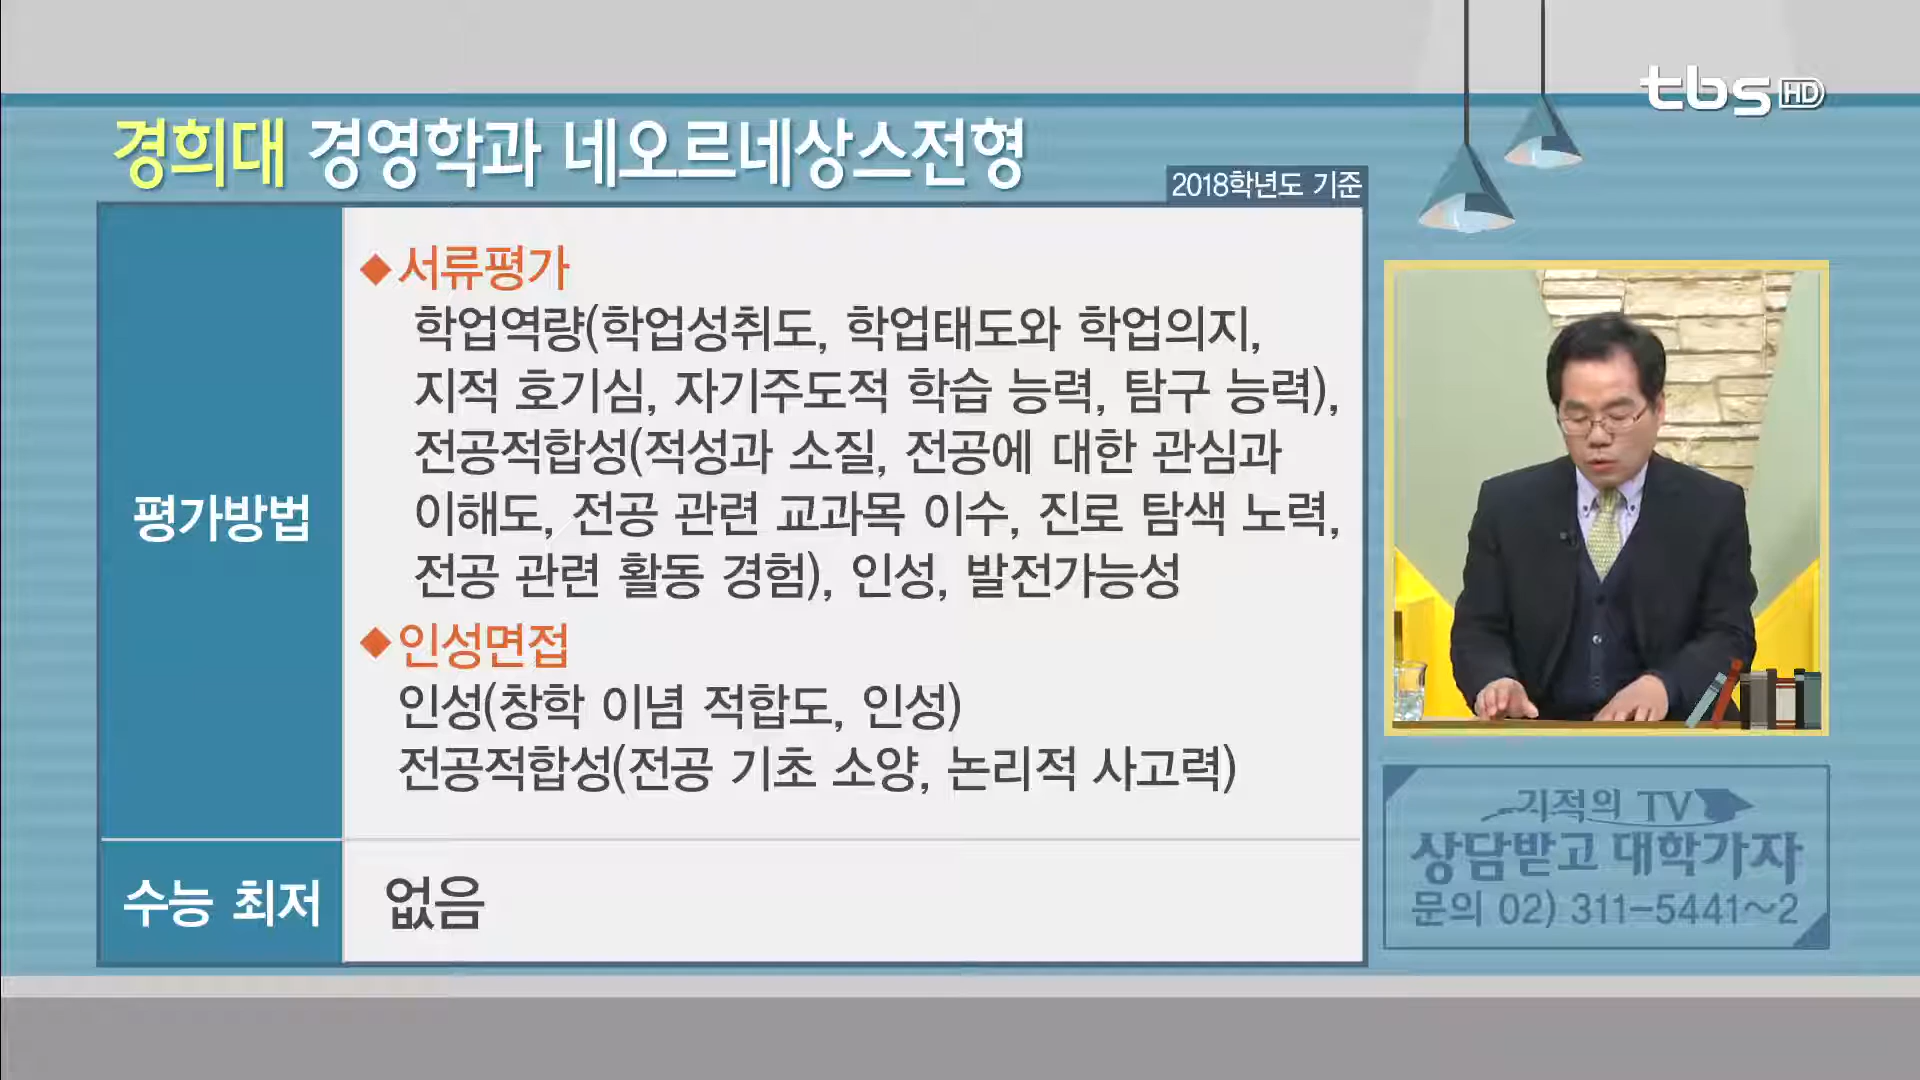 tbs HD
경희대 경영학과 네오르네상스전형
2018학년도 기준
평가방법
◆서류평가
학업역량(학업성취도, 학업태도와 학업의지,
지적 호기심, 자기주도적 학습 능력, 탐구 능력),
전공적합성(적성과 소질, 전공에 대한 관심과
이해도, 전공 관련 교과목 이수, 진로 탐색 노력,
전공 관련 활동 경험), 인성, 발전가능성
◆인성면접
인성(창학 이념 적합도, 인성)
전공적합성(전공 기초 소양, 논리적 사고력)
수능 최저
없음
기적의 TV
상담받고 대학가자
문의 02) 311-5441~2